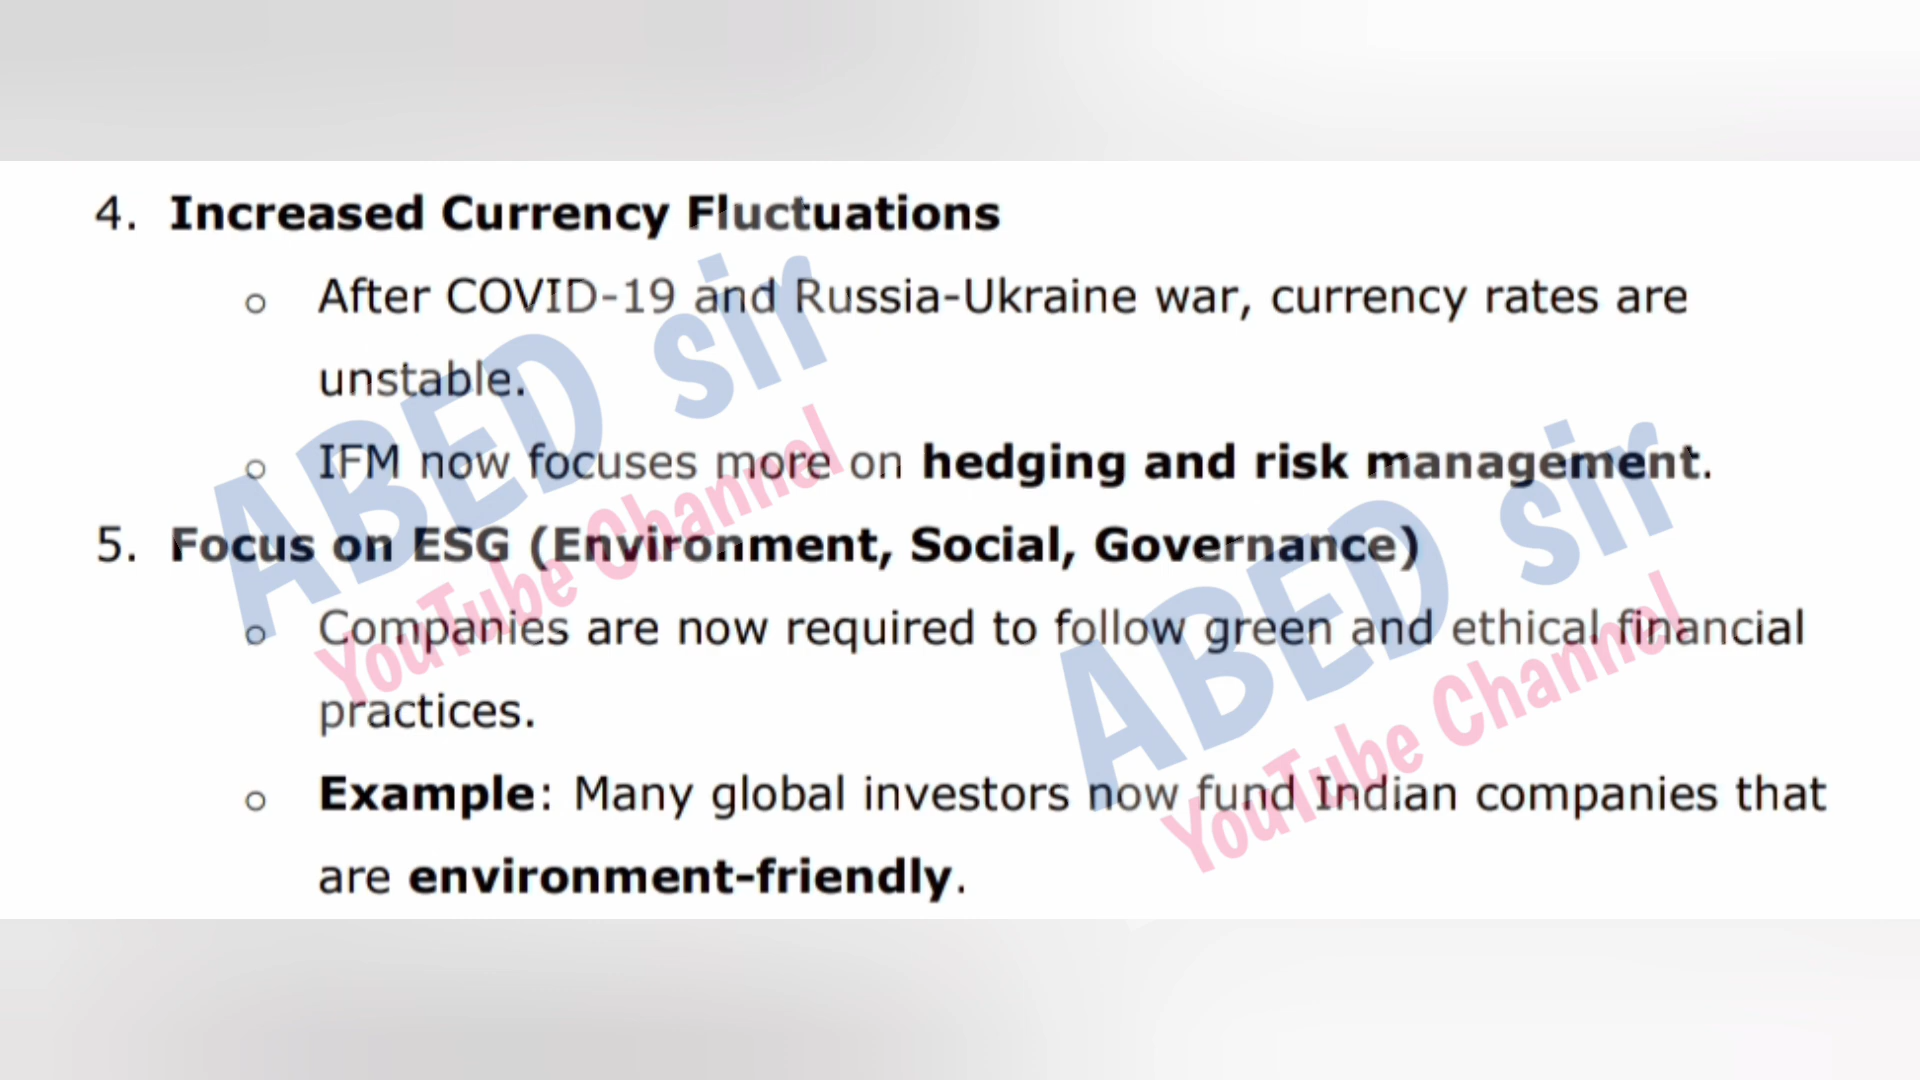 4. Increased Currency Fluctuations
o After COVID-19 and Russia-Ukraine war, currency rates are
unstable.
o IFM now focuses more on hedging and risk management.
5. Focus on ESG (Environment, Social, Governance)
o Companies are now required to follow green and ethical financial
practices.
o Example: Many global investors now fund Indian companies that
are environment-friendly.
ABED sir
YouTube Channel
ABED sir
YouTube Channel